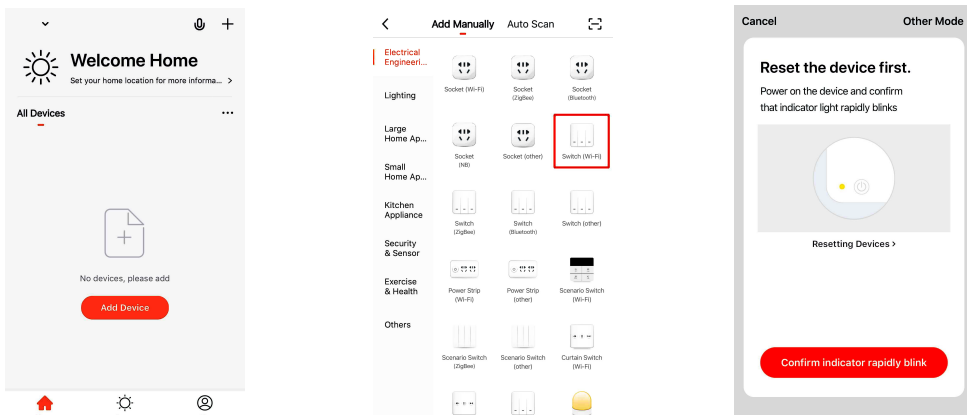 Welcome Home
Set your home location for more informa... >
All Devices
No devices, please add
Add Device
Add Manually Auto Scan
Electrical
Engineeri...
Lighting
Large
Home Ap...
Small
Home Ap...
Kitchen
Appliance
Security
& Sensor
Exercise
& Health
Others
Socket (Wi-Fi)
Socket
(ZigBee)
Socket
(Bluetooth)
Socket
(NB)
Socket (other)
Switch (Wi-Fi)
Switch
(ZigBee)
Switch
(Bluetooth)
Switch (other)
Power Strip
(Wi-Fi)
Power Strip
(other)
Scenario Switch
(Wi-Fi)
Scenario Switch
(ZigBee)
Scenario Switch
(other)
Curtain Switch
(Wi-Fi)
Cancel Other Mode
Reset the device first.
Power on the device and confirm
that indicator light rapidly blinks
Resetting Devices >
Confirm indicator rapidly blink